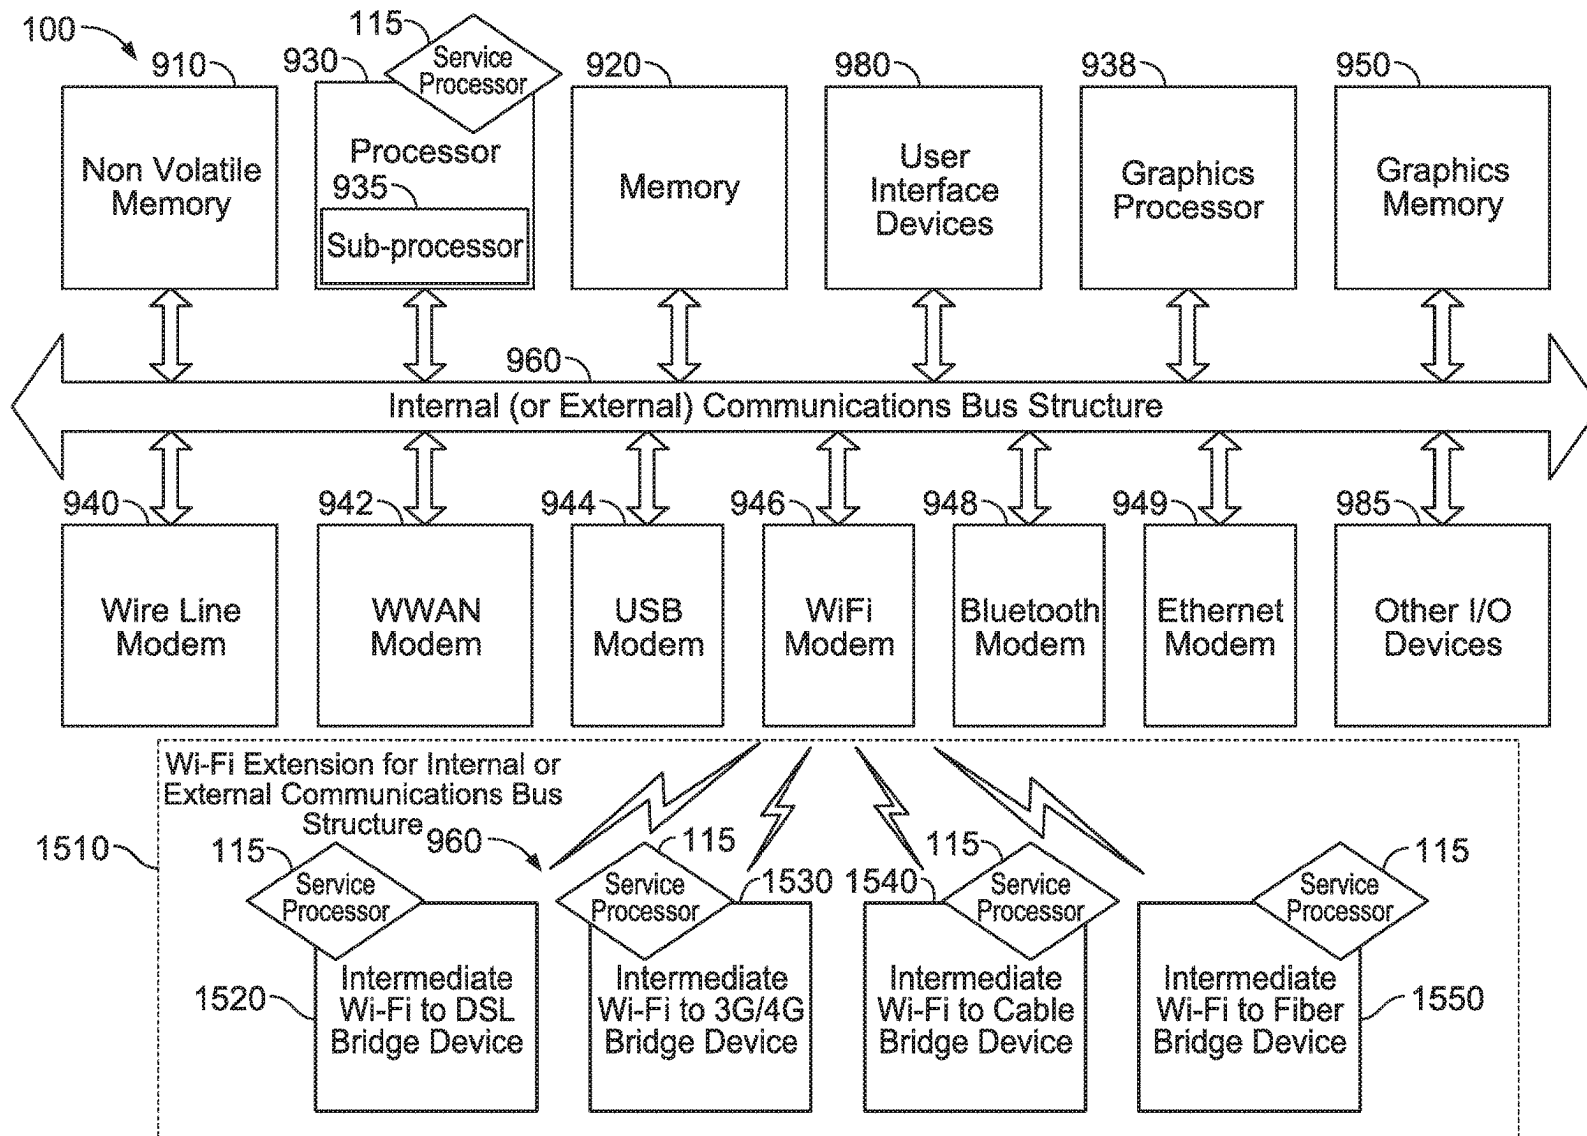 100
115
910
930
920
980
938
950
Service
Processor
Non Volatile
Memory
Processor
935
Sub-processor
Memory
User
Interface
Devices
Graphics
Processor
Graphics
Memory
960
Internal (or External) Communications Bus Structure
940
942
944
946
948
949
985
Wire Line
Modem
WWAN
Modem
USB
Modem
WiFi
Modem
Bluetooth
Modem
Ethernet
Modem
Other I/O
Devices
Wi-Fi Extension for Internal or
External Communications Bus
Structure
960
1510
115
Service
Processor
Intermediate
Wi-Fi to DSL
Bridge Device
1520
115
Service
Processor
1530
Intermediate
Wi-Fi to 3G/4G
Bridge Device
1540
115
Service
Processor
Intermediate
Wi-Fi to Cable
Bridge Device
115
Service
Processor
Intermediate
Wi-Fi to Fiber
Bridge Device
1550